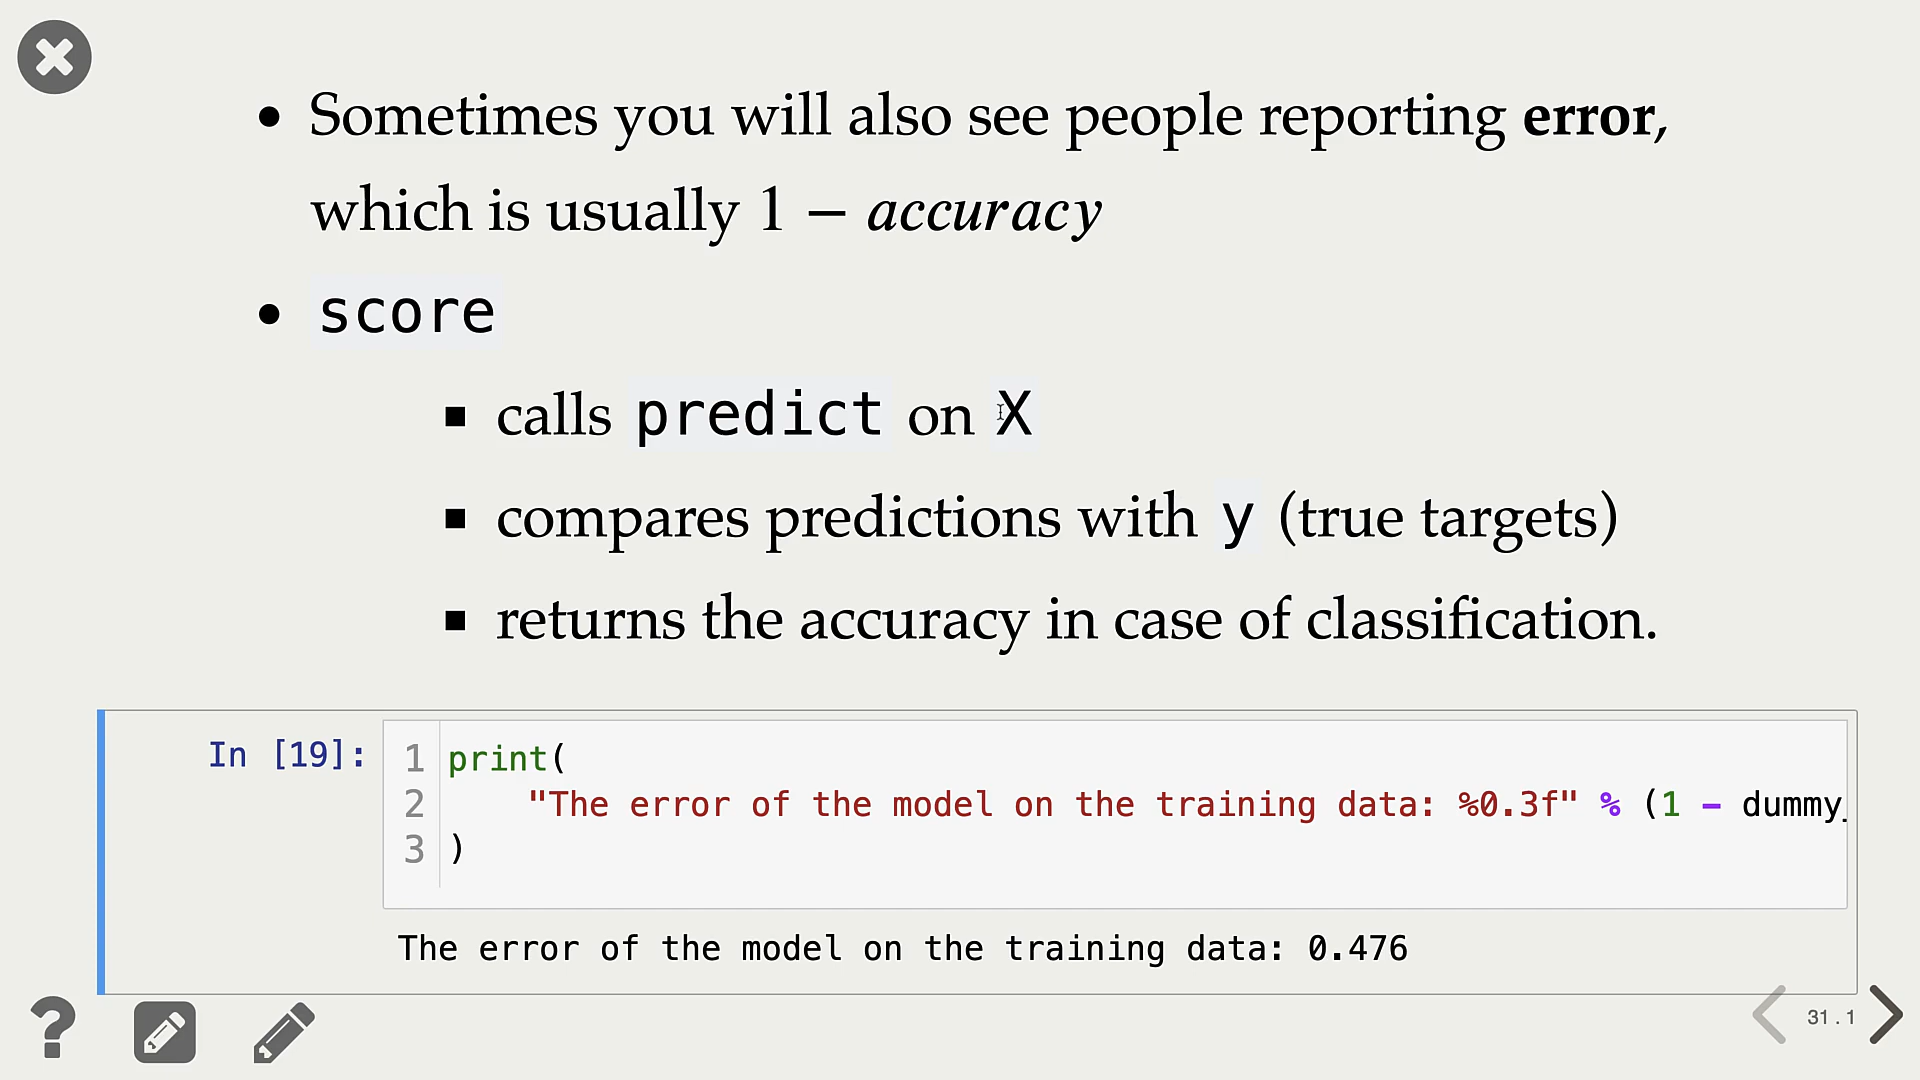 • Sometimes you will also see people reporting error,
which is usually 1 − accuracy
• score
▪ calls predict on X
▪ compares predictions with y (true targets)
▪ returns the accuracy in case of classification.
In [19]:
1 print(
2     "The error of the model on the training data: %0.3f" % (1 - dummy_
3 )
The error of the model on the training data: 0.476
?
31.1